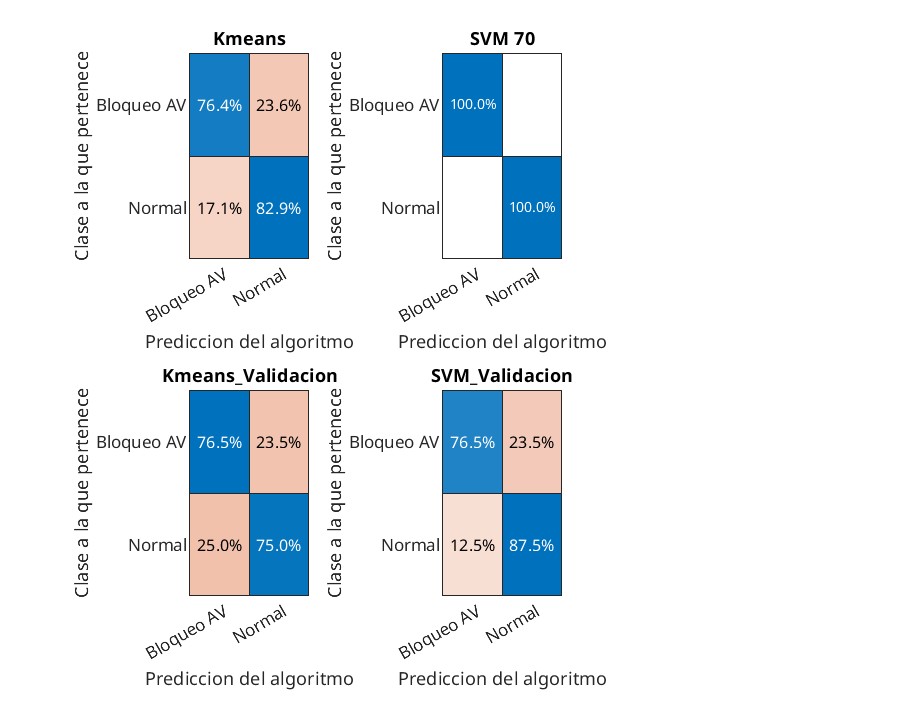 Kmeans
Clase a la que pertenece
Bloqueo AV
76.4% 23.6%
Normal
17.1% 82.9%
Bloqueo AV
Normal
Prediccion del algoritmo
SVM 70
Clase a la que pertenece
Bloqueo AV
100.0%
Normal
100.0%
Bloqueo AV
Normal
Prediccion del algoritmo
Kmeans_Validacion
Clase a la que pertenece
Bloqueo AV
76.5% 23.5%
Normal
25.0% 75.0%
Bloqueo AV
Normal
Prediccion del algoritmo
SVM_Validacion
Clase a la que pertenece
Bloqueo AV
76.5% 23.5%
Normal
12.5% 87.5%
Bloqueo AV
Normal
Prediccion del algoritmo